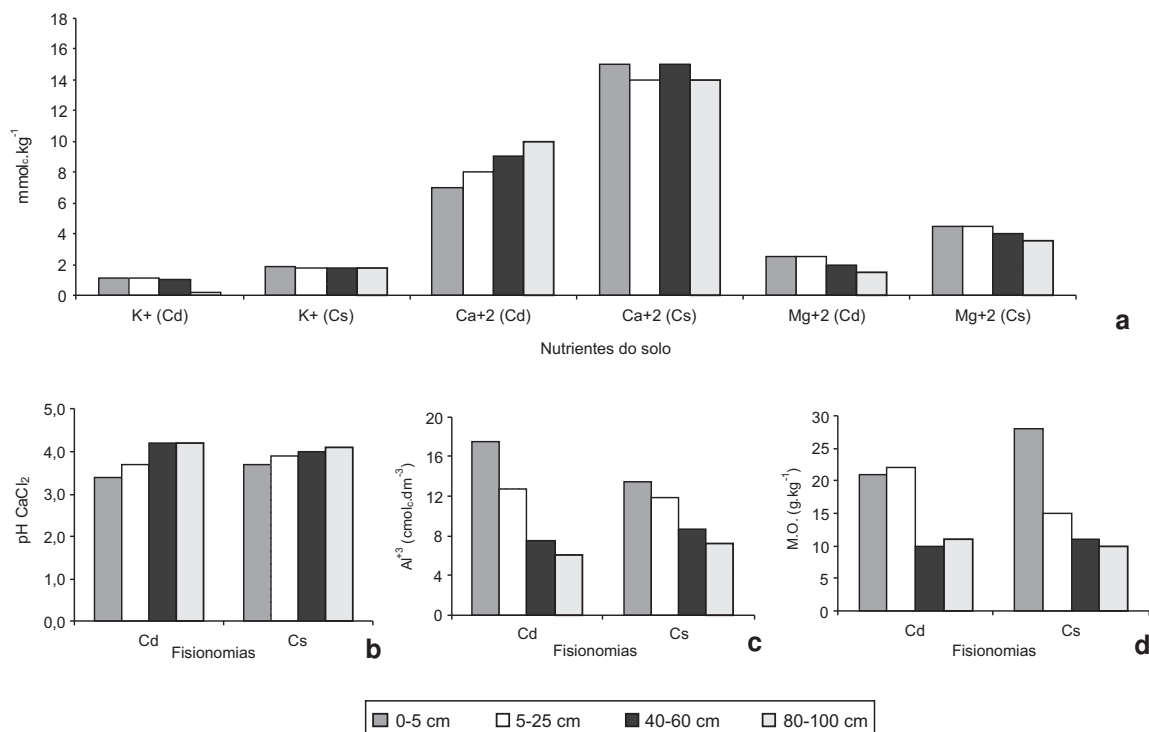 18
16
14
12
10
8
6
4
2
0
mmolc.kg-1
K+ (Cd) K+ (Cs) Ca+2 (Cd) Ca+2 (Cs) Mg+2 (Cd) Mg+2 (Cs)
Nutrientes do solo
a
5,0
4,0
3,0
2,0
1,0
0,0
pH CaCl2
Cd Cs
Fisionomias
b
20
16
12
8
4
0
Al+3 (cmolc.dm-3)
Cd Cs
Fisionomias
c
30
25
20
15
10
5
0
M.O. (g.kg-1)
Cd Cs
Fisionomias
d
0-5 cm 5-25 cm 40-60 cm 80-100 cm